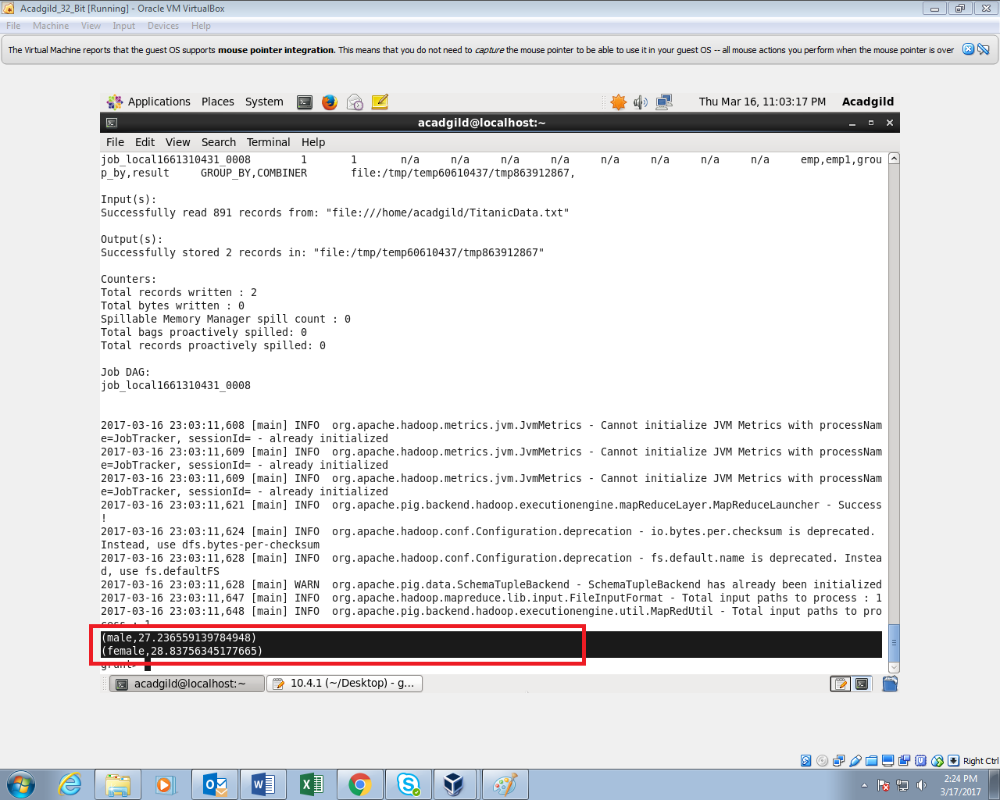 Acadgild_32_Bit [Running] - Oracle VM VirtualBox
File Machine View Input Devices Help
The Virtual Machine reports that the guest OS supports mouse pointer integration. This means that you do not need to capture the mouse pointer to be able to use it in your guest OS -- all mouse actions you perform when the mouse pointer is over
Applications Places System Thu Mar 16, 11:03:17 PM Acadgild
acadgild@localhost:~
File Edit View Search Terminal Help
job_local1661310431_0008 1 1 n/a n/a n/a n/a n/a n/a n/a n/a emp,emp1,grou
p_by,result GROUP_BY,COMBINER file:/tmp/temp60610437/tmp863912867,
Input(s):
Successfully read 891 records from: "file:///home/acadgild/TitanicData.txt"
Output(s):
Successfully stored 2 records in: "file:/tmp/temp60610437/tmp863912867"
Counters:
Total records written : 2
Total bytes written : 0
Spillable Memory Manager spill count : 0
Total bags proactively spilled: 0
Total records proactively spilled: 0
Job DAG:
job_local1661310431_0008
2017-03-16 23:03:11,608 [main] INFO org.apache.hadoop.metrics.jvm.JvmMetrics - Cannot initialize JVM Metrics with processNam
e=JobTracker, sessionId= - already initialized
2017-03-16 23:03:11,609 [main] INFO org.apache.hadoop.metrics.jvm.JvmMetrics - Cannot initialize JVM Metrics with processNam
e=JobTracker, sessionId= - already initialized
2017-03-16 23:03:11,609 [main] INFO org.apache.hadoop.metrics.jvm.JvmMetrics - Cannot initialize JVM Metrics with processNam
e=JobTracker, sessionId= - already initialized
2017-03-16 23:03:11,621 [main] INFO org.apache.pig.backend.hadoop.executionengine.mapReduceLayer.MapReduceLauncher - Success
!
2017-03-16 23:03:11,624 [main] INFO org.apache.hadoop.conf.Configuration.deprecation - io.bytes.per.checksum is deprecated.
Instead, use dfs.bytes-per-checksum
2017-03-16 23:03:11,628 [main] INFO org.apache.hadoop.conf.Configuration.deprecation - fs.default.name is deprecated. Instea
d, use fs.defaultFS
2017-03-16 23:03:11,628 [main] WARN org.apache.pig.data.SchemaTupleBackend - SchemaTupleBackend has already been initialized
2017-03-16 23:03:11,647 [main] INFO org.apache.hadoop.mapreduce.lib.input.FileInputFormat - Total input paths to process : 1
2017-03-16 23:03:11,648 [main] INFO org.apache.pig.backend.hadoop.executionengine.util.MapRedUtil - Total input paths to pro
cess : 1
(male,27.236559139784948)
(female,28.83756345177665)
grunt>
acadgild@localhost:~ 10.4.1 (~/Desktop) - g...
Right Ctrl
2:24 PM
3/17/2017